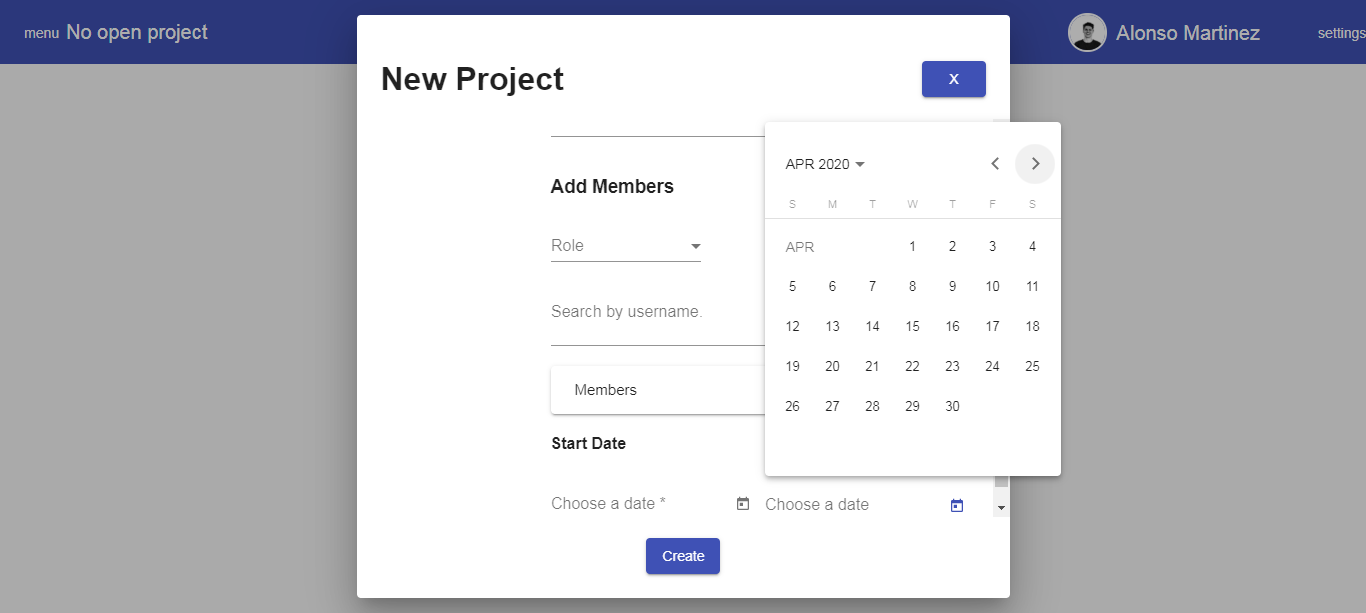 menu No open project
Alonso Martinez
settings
New Project
X
Add Members
Role
Search by username.
Members
Start Date
Choose a date *
Choose a date
Create
APR 2020
S M T W T F S
APR 1 2 3 4
5 6 7 8 9 10 11
12 13 14 15 16 17 18
19 20 21 22 23 24 25
26 27 28 29 30